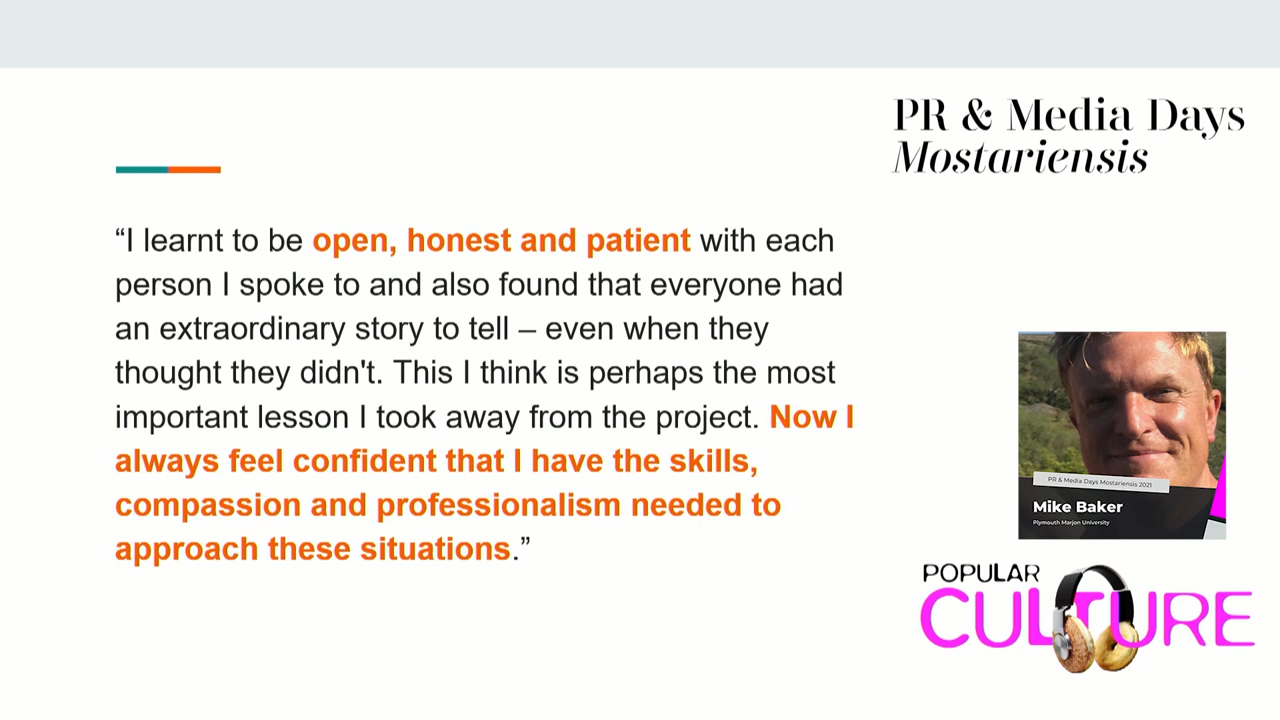 PR & Media Days
Mostariensis
“I learnt to be open, honest and patient with each
person I spoke to and also found that everyone had
an extraordinary story to tell – even when they
thought they didn't. This I think is perhaps the most
important lesson I took away from the project. Now I
always feel confident that I have the skills,
compassion and professionalism needed to
approach these situations.”
PR & Media Days Mostariensis 2021
Mike Baker
Plymouth Marjon University
POPULAR
CULTURE